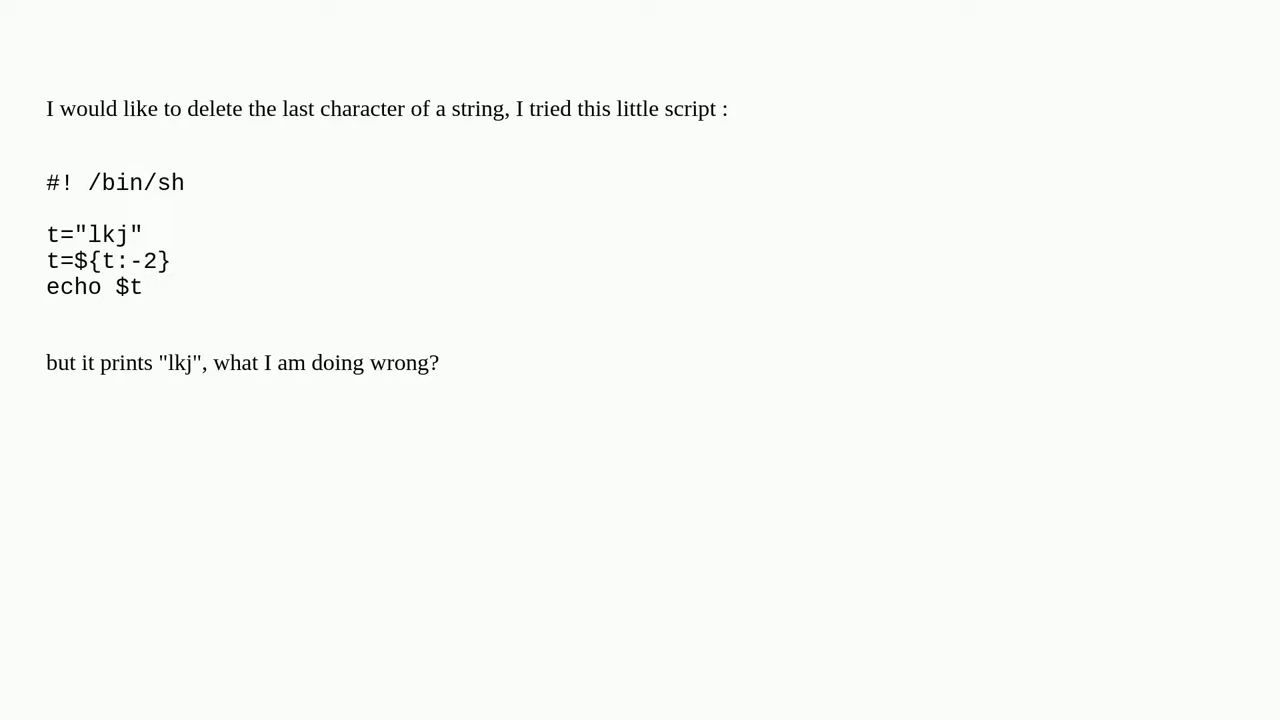 I would like to delete the last character of a string, I tried this little script :
#! /bin/sh
t="lkj"
t=${t:-2}
echo $t
but it prints "lkj", what I am doing wrong?